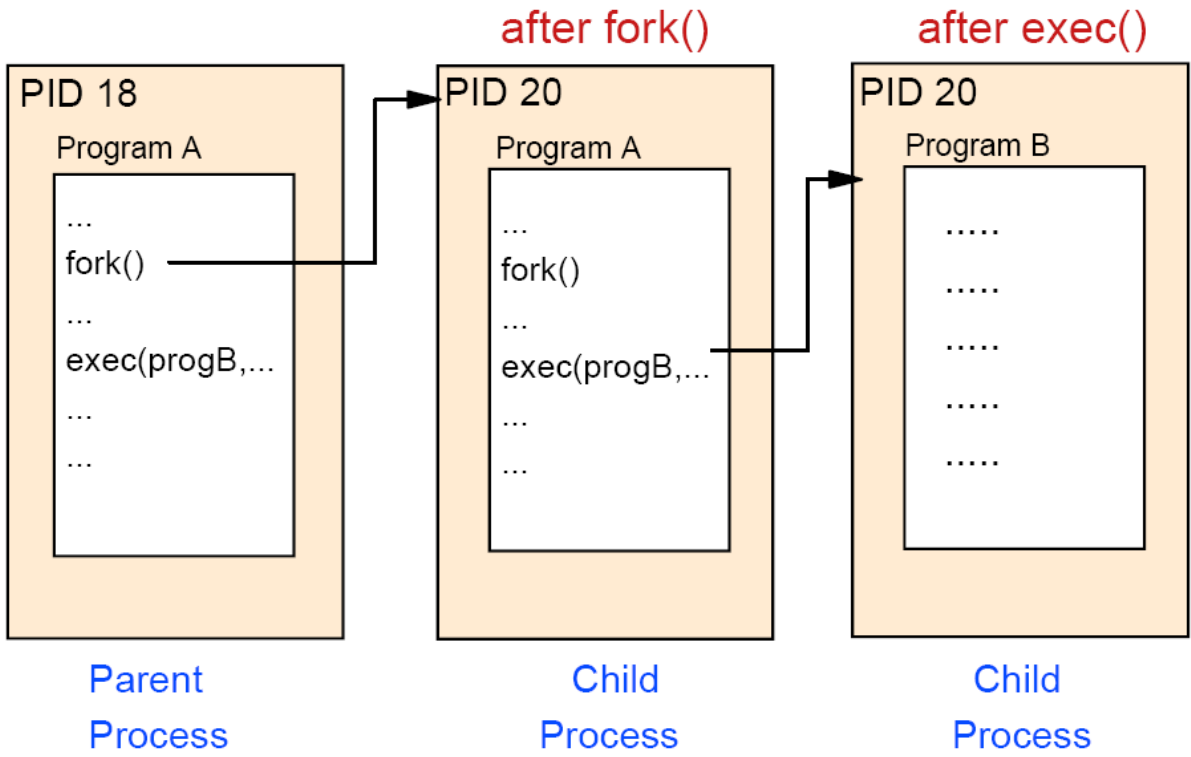 after fork()
after exec()
PID 18
Program A
...
fork()
...
exec(progB,...
...
...
Parent
Process
PID 20
Program A
...
fork()
...
exec(progB,...
...
...
Child
Process
PID 20
Program B
.....
.....
.....
.....
.....
Child
Process